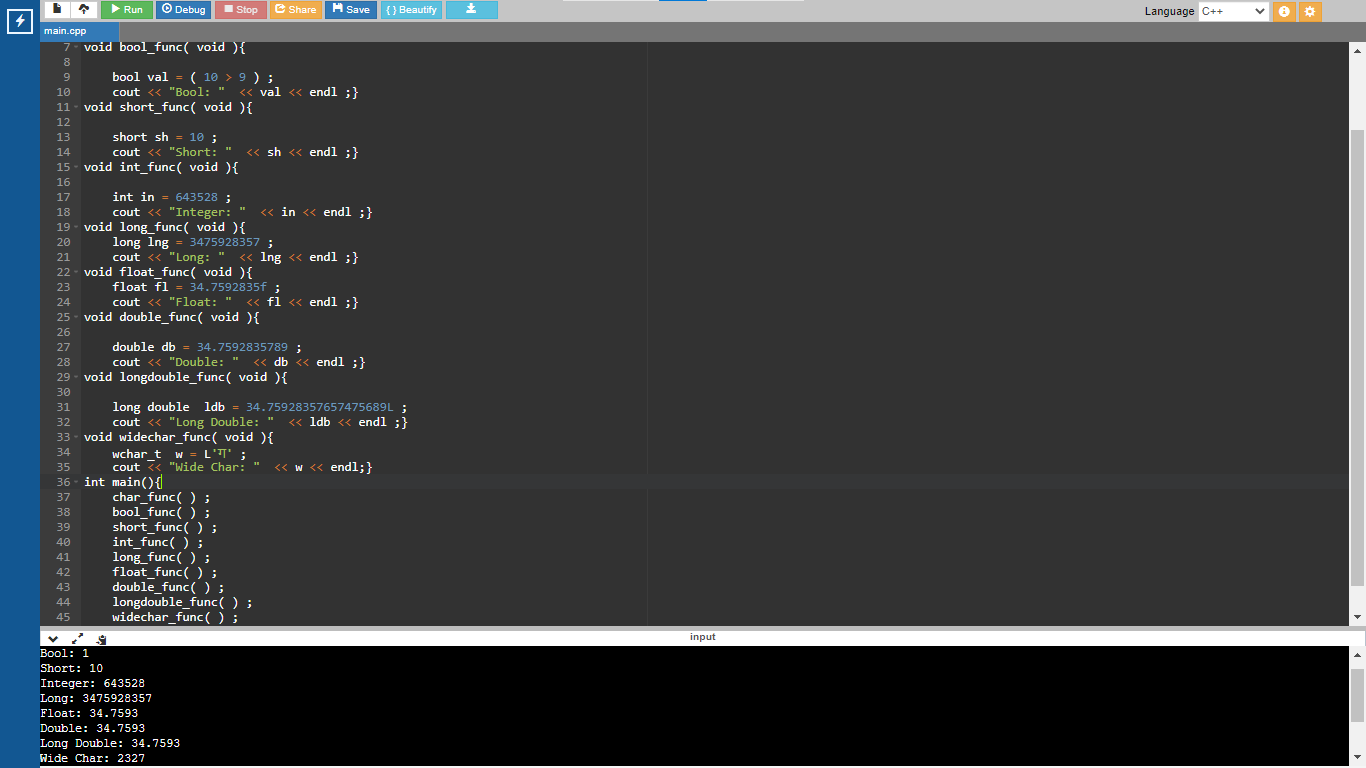 Run Debug Stop Share Save { } Beautify Language C++
main.cpp
7 void bool_func( void ){
8
9 bool val = ( 10 > 9 ) ;
10 cout << "Bool: " << val << endl ;}
11 void short_func( void ){
12
13 short sh = 10 ;
14 cout << "Short: " << sh << endl ;}
15 void int_func( void ){
16
17 int in = 643528 ;
18 cout << "Integer: " << in << endl ;}
19 void long_func( void ){
20 long lng = 3475928357 ;
21 cout << "Long: " << lng << endl ;}
22 void float_func( void ){
23 float fl = 34.7592835f ;
24 cout << "Float: " << fl << endl ;}
25 void double_func( void ){
26
27 double db = 34.7592835789 ;
28 cout << "Double: " << db << endl ;}
29 void longdouble_func( void ){
30
31 long double ldb = 34.75928357657475689L ;
32 cout << "Long Double: " << ldb << endl ;}
33 void widechar_func( void ){
34 wchar_t w = L'ग' ;
35 cout << "Wide Char: " << w << endl;}
36 int main(){
37 char_func( ) ;
38 bool_func( ) ;
39 short_func( ) ;
40 int_func( ) ;
41 long_func( ) ;
42 float_func( ) ;
43 double_func( ) ;
44 longdouble_func( ) ;
45 widechar_func( ) ;
input
Bool: 1
Short: 10
Integer: 643528
Long: 3475928357
Float: 34.7593
Double: 34.7593
Long Double: 34.7593
Wide Char: 2327